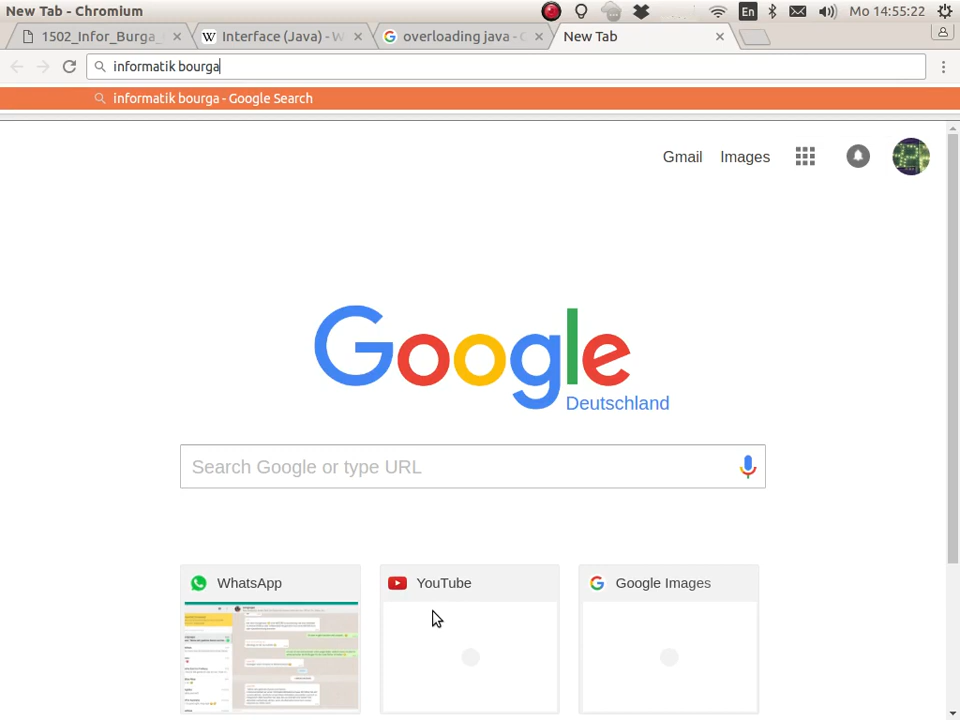 New Tab - Chromium
En
Mo 14:55:22
1502_Infor_Burga_
Interface (Java) - W
overloading java - G
New Tab
informatik bourga
informatik bourga - Google Search
Gmail
Images
Google
Deutschland
Search Google or type URL
WhatsApp
YouTube
Google Images